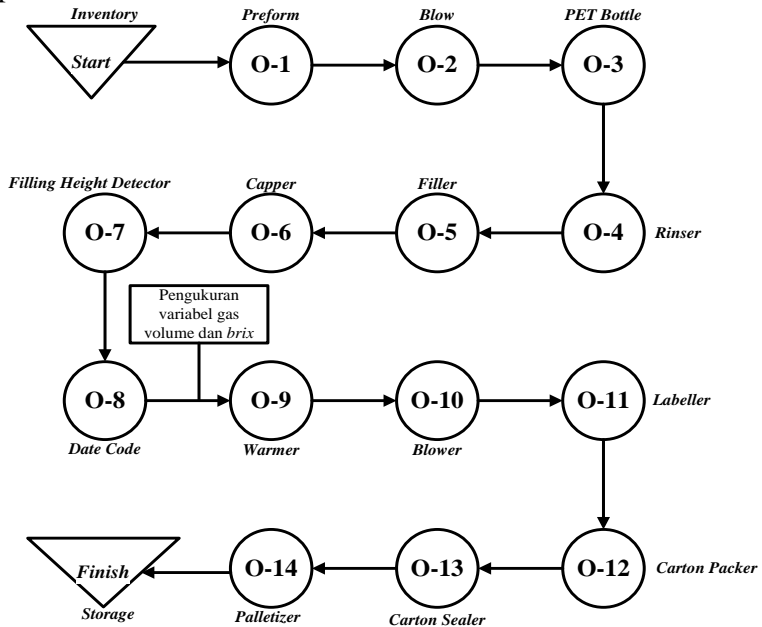 Inventory
Preform
Blow
PET Bottle
Start
O-1
O-2
O-3
Filling Height Detector
Capper
Filler
O-7
O-6
O-5
O-4
Rinser
Pengukuran
variabel gas
volume dan brix
O-8
O-9
O-10
O-11
Labeller
Date Code
Warmer
Blower
Finish
O-14
O-13
O-12
Carton Packer
Storage
Palletizer
Carton Sealer